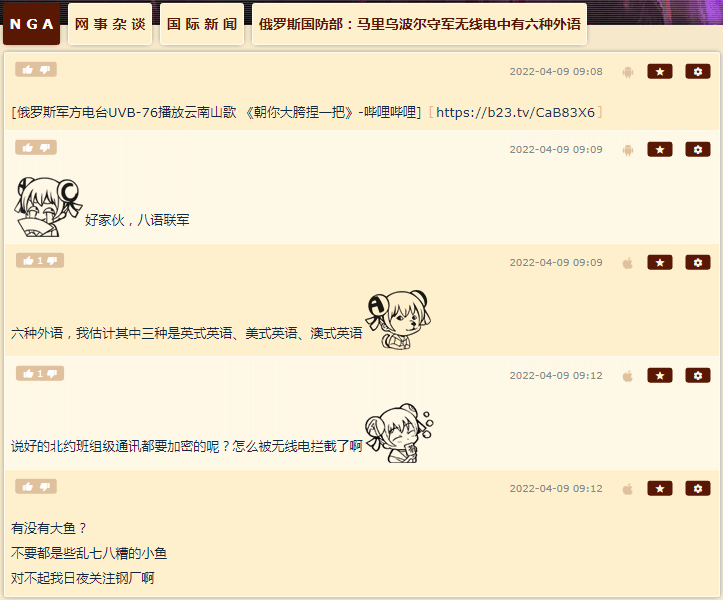 NGA 网事杂谈 国际新闻 俄罗斯国防部：马里乌波尔守军无线电中有六种外语
2022-04-09 09:08
[俄罗斯军方电台UVB-76播放云南山歌 《朝你大胯捏一把》-哔哩哔哩] [https://b23.tv/CaB83X6]
2022-04-09 09:09
好家伙，八语联军
1 2022-04-09 09:09
六种外语，我估计其中三种是英式英语、美式英语、澳式英语
1 2022-04-09 09:12
说好的北约班组级通讯都要加密的呢？怎么被无线电拦截了啊
2022-04-09 09:12
有没有大鱼？
不要都是些乱七八糟的小鱼
对不起我日夜关注钢厂啊